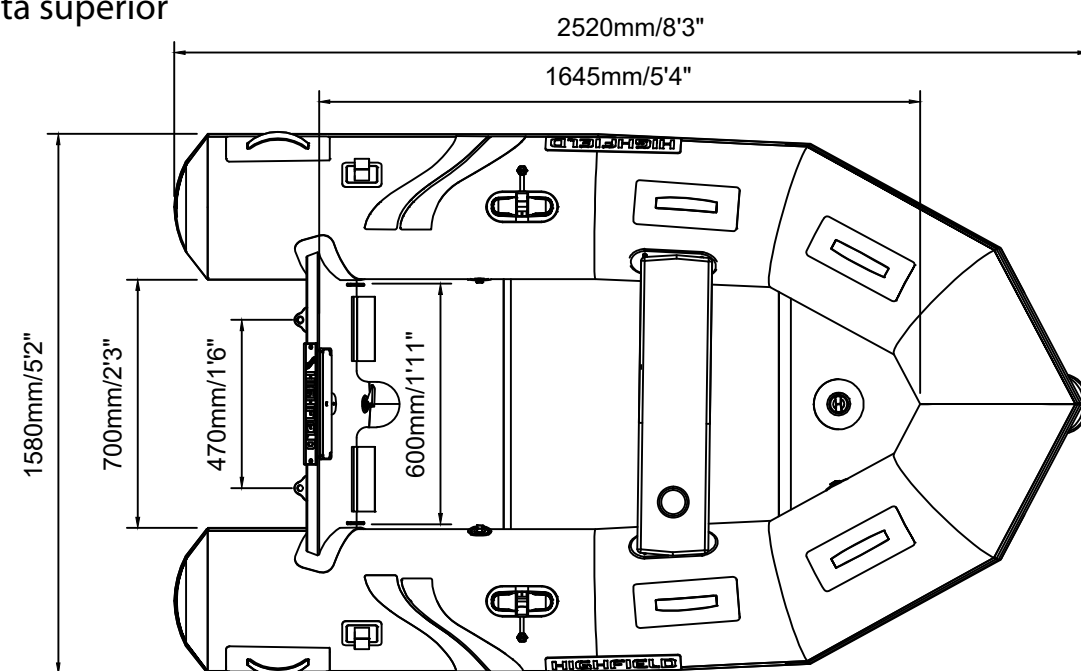 ta superior
2520mm/8'3"
1645mm/5'4"
HIGHFIELD
1580mm/5'2"
700mm/2'3"
470mm/1'6"
HIGHFIELD
600mm/1'11"
HIGHFIELD